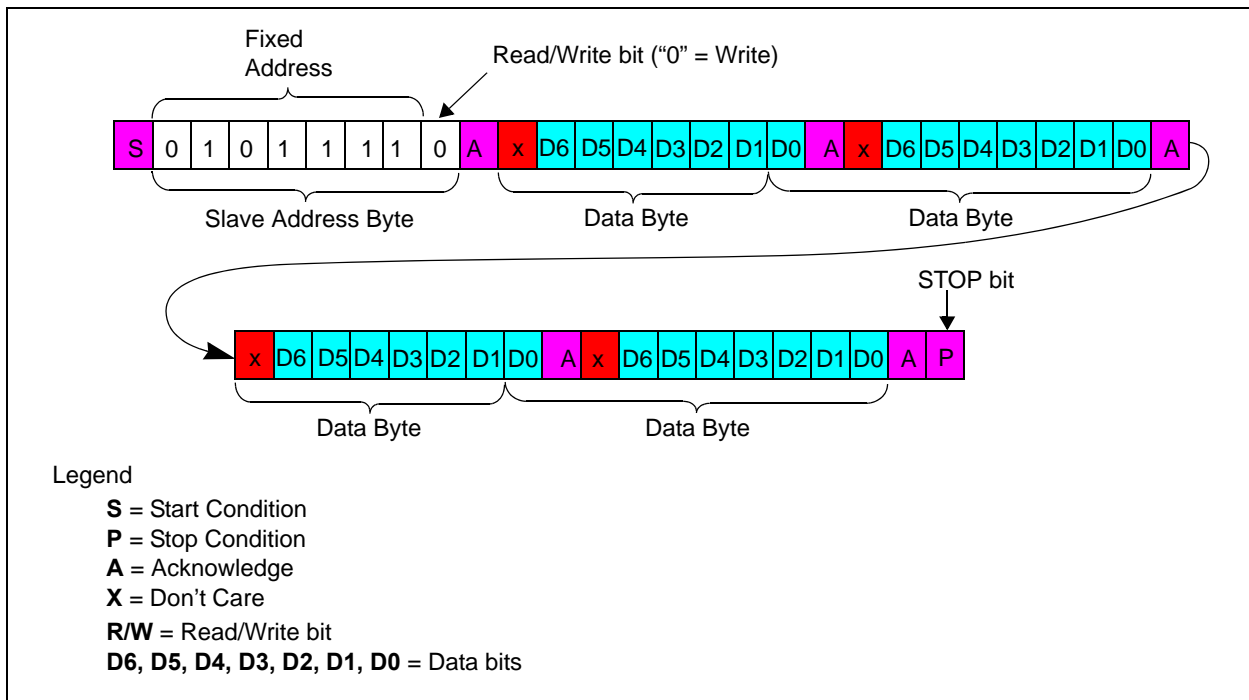 Fixed
Address
Read/Write bit (“0” = Write)
S 0 1 0 1 1 1 1 0 A x D6 D5 D4 D3 D2 D1 D0 A x D6 D5 D4 D3 D2 D1 D0 A
Slave Address Byte Data Byte Data Byte
STOP bit
x D6 D5 D4 D3 D2 D1 D0 A x D6 D5 D4 D3 D2 D1 D0 A P
Data Byte Data Byte
Legend
S = Start Condition
P = Stop Condition
A = Acknowledge
X = Don't Care
R/W = Read/Write bit
D6, D5, D4, D3, D2, D1, D0 = Data bits